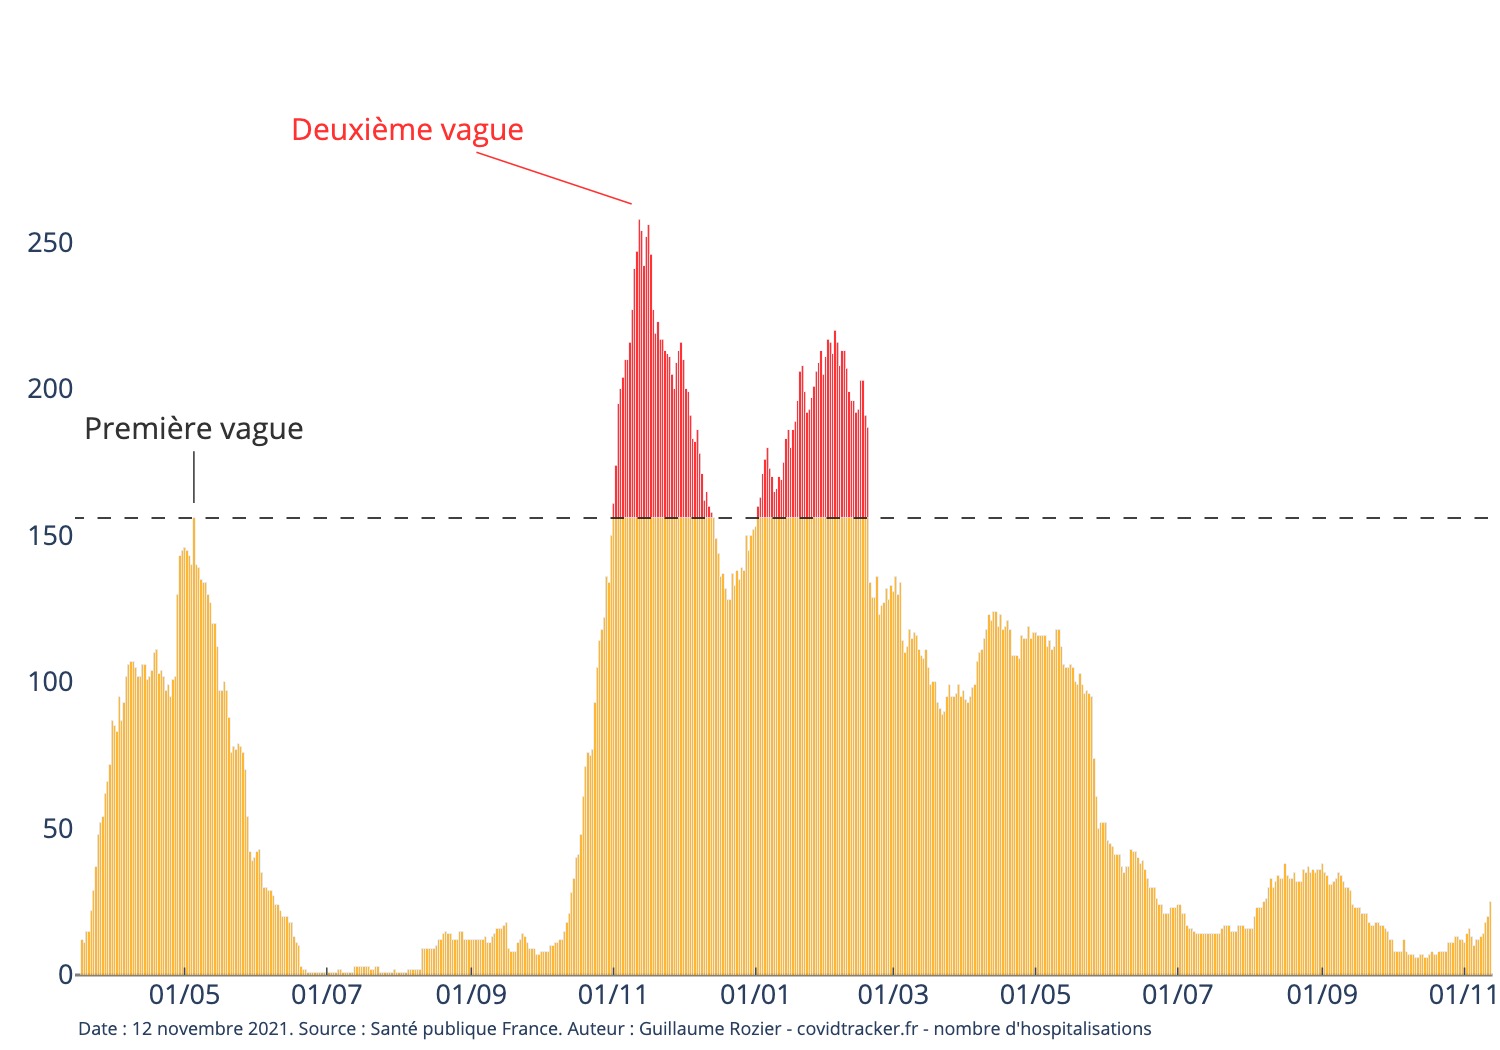 Deuxième vague
250
200
Première vague
150
100
50
0
01/05 01/07 01/09 01/11 01/01 01/03 01/05 01/07 01/09 01/11
Date : 12 novembre 2021. Source : Santé publique France. Auteur : Guillaume Rozier - covidtracker.fr - nombre d'hospitalisations